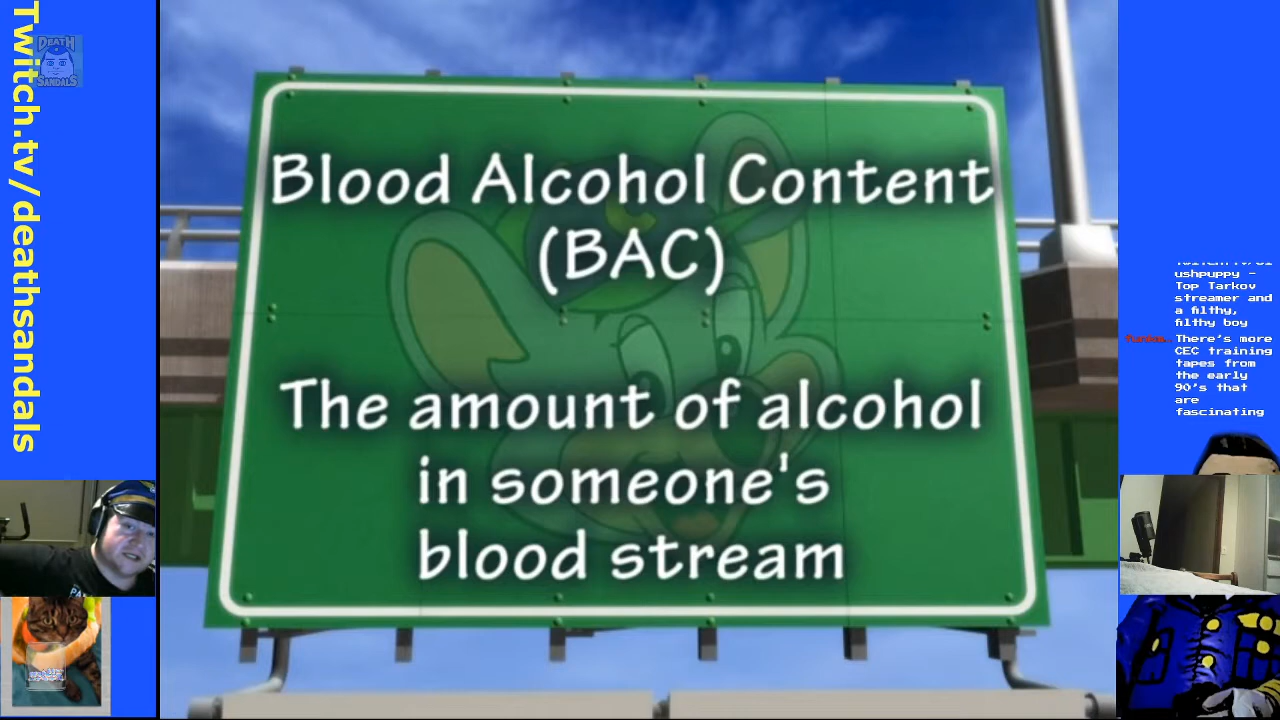 Twitch.tv/deathsandals
DEATH
SANDALS
Blood Alcohol Content
(BAC)
The amount of alcohol
in someone's
blood stream
ushpuppy -
Top Tarkov
streamer and
a filthy,
filthy boy
There's more
CEC training
tapes from
the early
90's that
are
fascinating